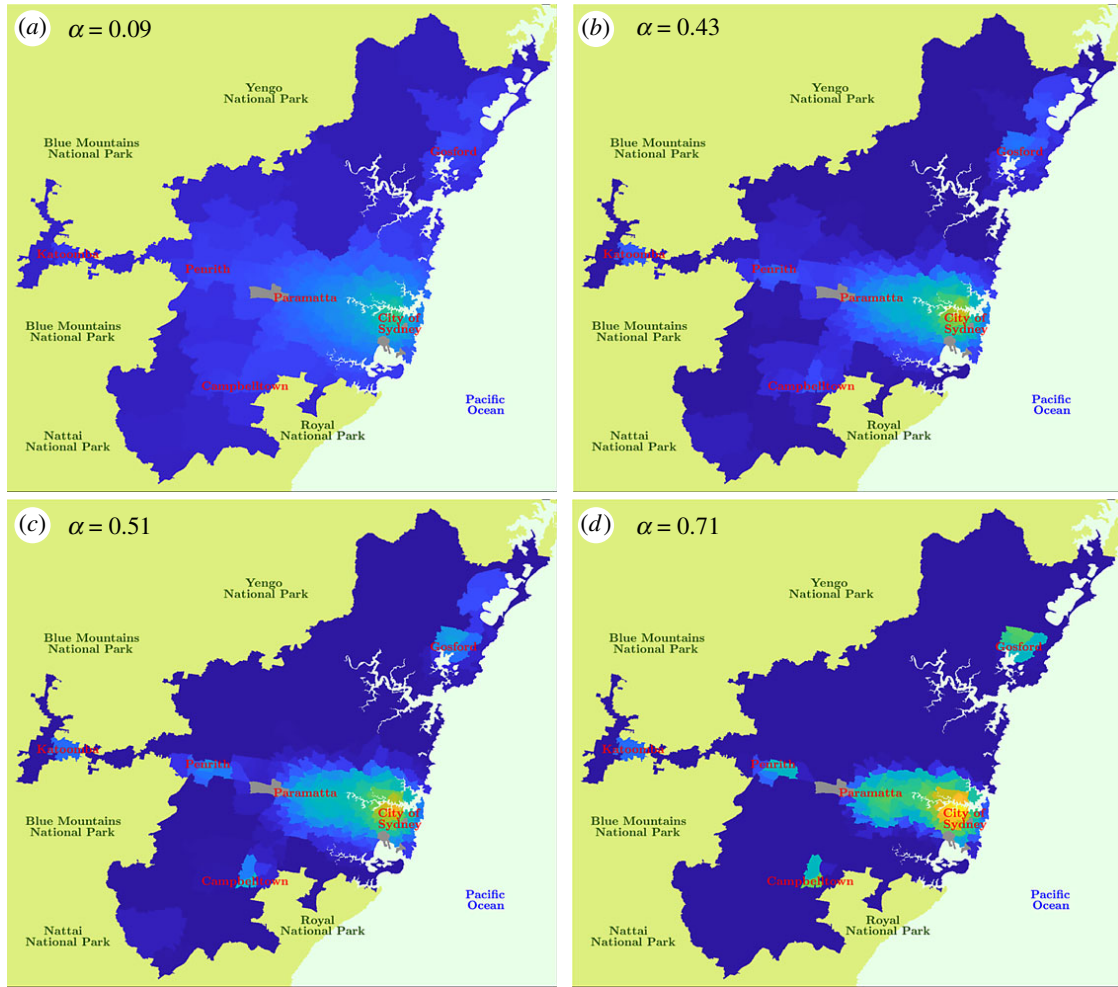 (a) α = 0.09
Yengo
National Park
Blue Mountains
National Park
Gosford
Katoomba
Penrith
Paramatta
City of
Sydney
Blue Mountains
National Park
Campbelltown
Pacific
Ocean
Royal
National Park
Nattai
National Park
(b) α = 0.43
Yengo
National Park
Blue Mountains
National Park
Gosford
Katoomba
Penrith
Paramatta
City of
Sydney
Blue Mountains
National Park
Campbelltown
Pacific
Ocean
Royal
National Park
Nattai
National Park
(c) α = 0.51
Yengo
National Park
Blue Mountains
National Park
Gosford
Katoomba
Penrith
Paramatta
City of
Sydney
Blue Mountains
National Park
Campbelltown
Pacific
Ocean
Royal
National Park
Nattai
National Park
(d) α = 0.71
Yengo
National Park
Blue Mountains
National Park
Gosford
Katoomba
Penrith
Paramatta
City of
Sydney
Blue Mountains
National Park
Campbelltown
Pacific
Ocean
Royal
National Park
Nattai
National Park